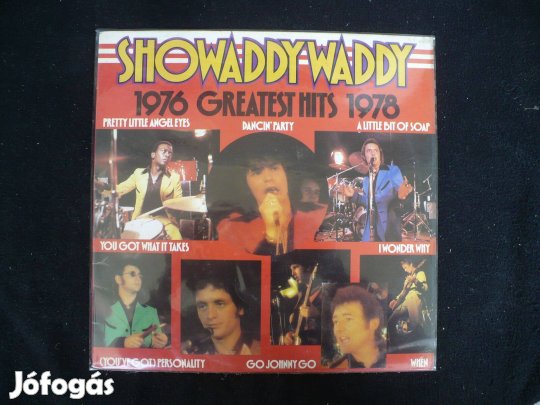 SHOWADDYWADDY
1976 GREATEST HITS 1978
PRETTY LITTLE ANGEL EYES
DANCIN' PARTY
A LITTLE BIT OF SOAP
YOU GOT WHAT IT TAKES
I WONDER WHY
(YOU'VE GOT) PERSONALITY
GO JOHNNY GO
WHEN
Jófogás